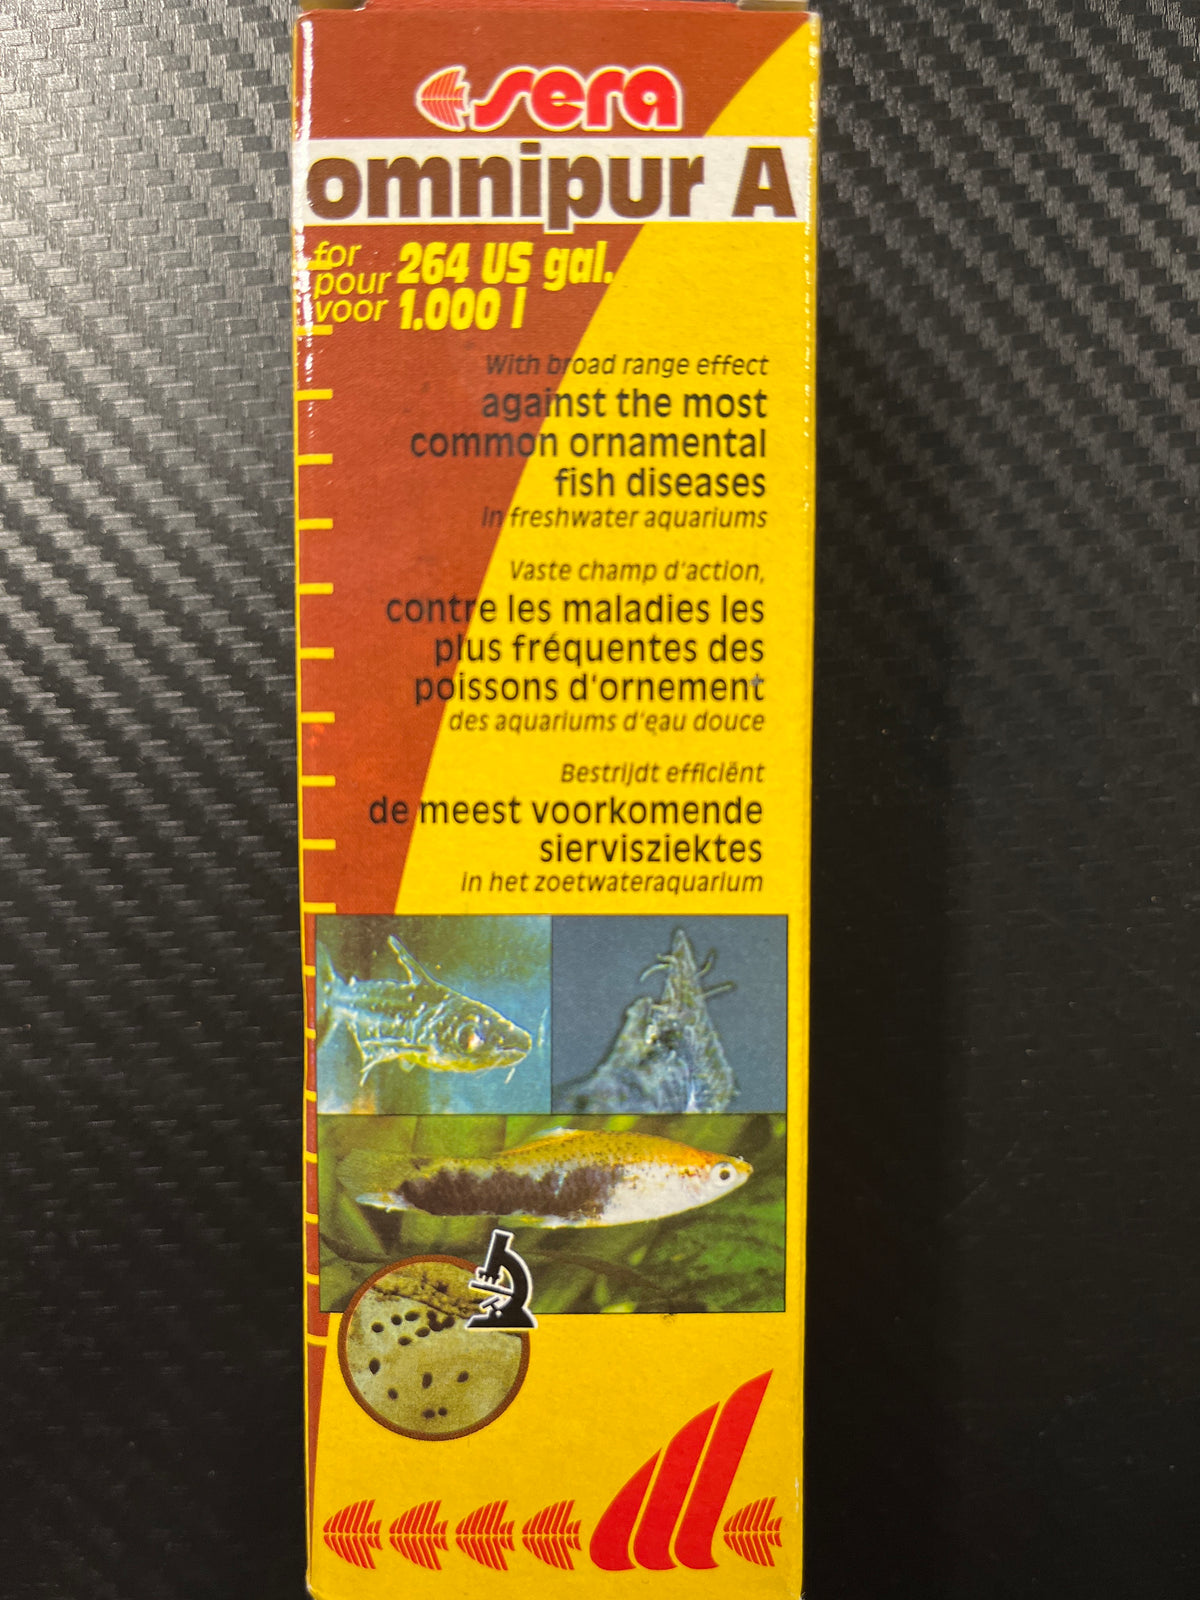 sera
omnipur A
for
pour
voor
264 US gal.
1.000 l
With broad range effect
against the most
common ornamental
fish diseases
in freshwater aquariums
Vaste champ d'action,
contre les maladies les
plus fréquentes des
poissons d'ornement
des aquariums d'eau douce
Bestrijdt efficiënt
de meest voorkomende
siervisziektes
in het zoetwateraquarium